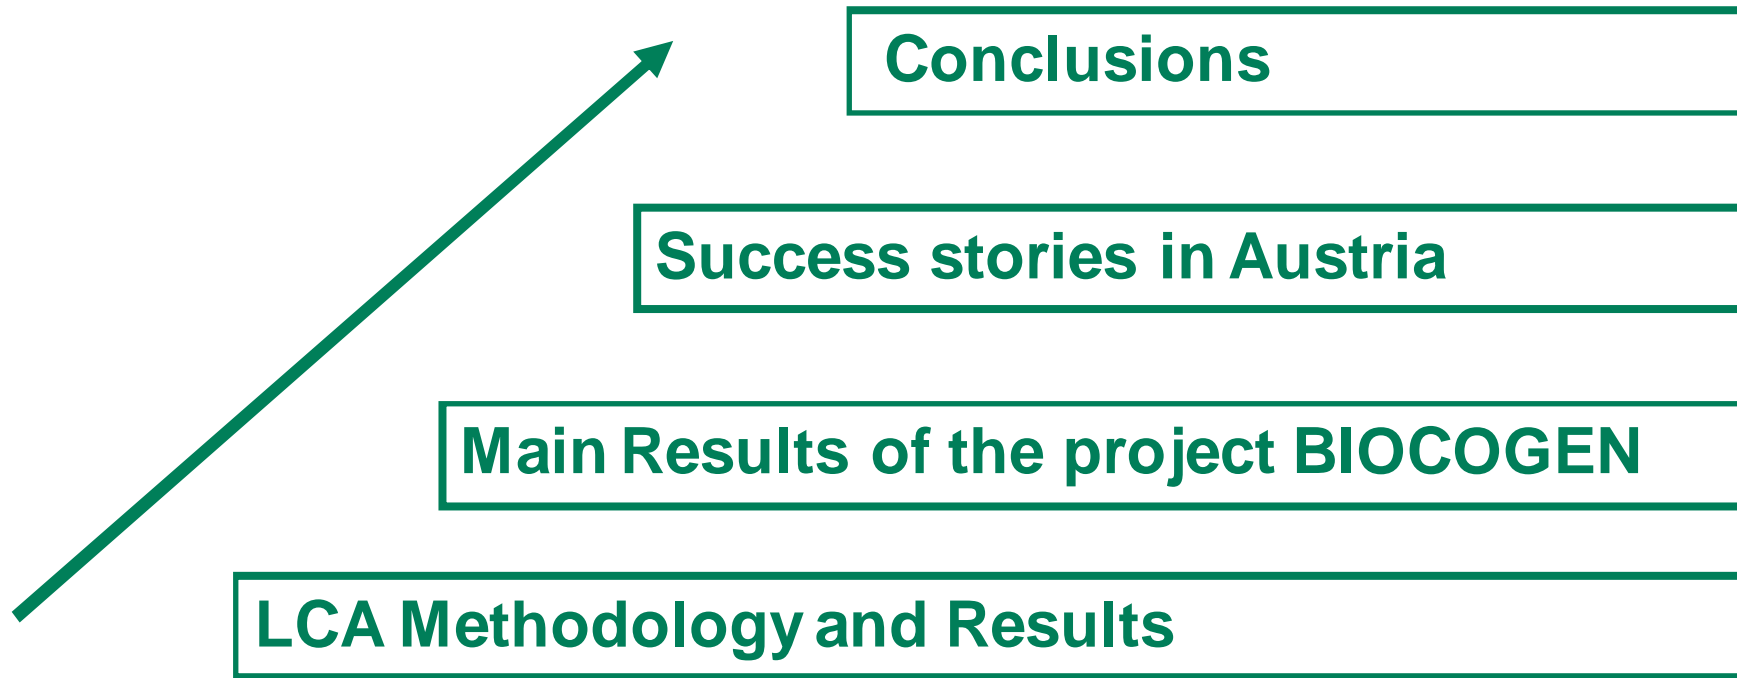 Conclusions
Success stories in Austria
Main Results of the project BIOCOGEN
LCA Methodology and Results